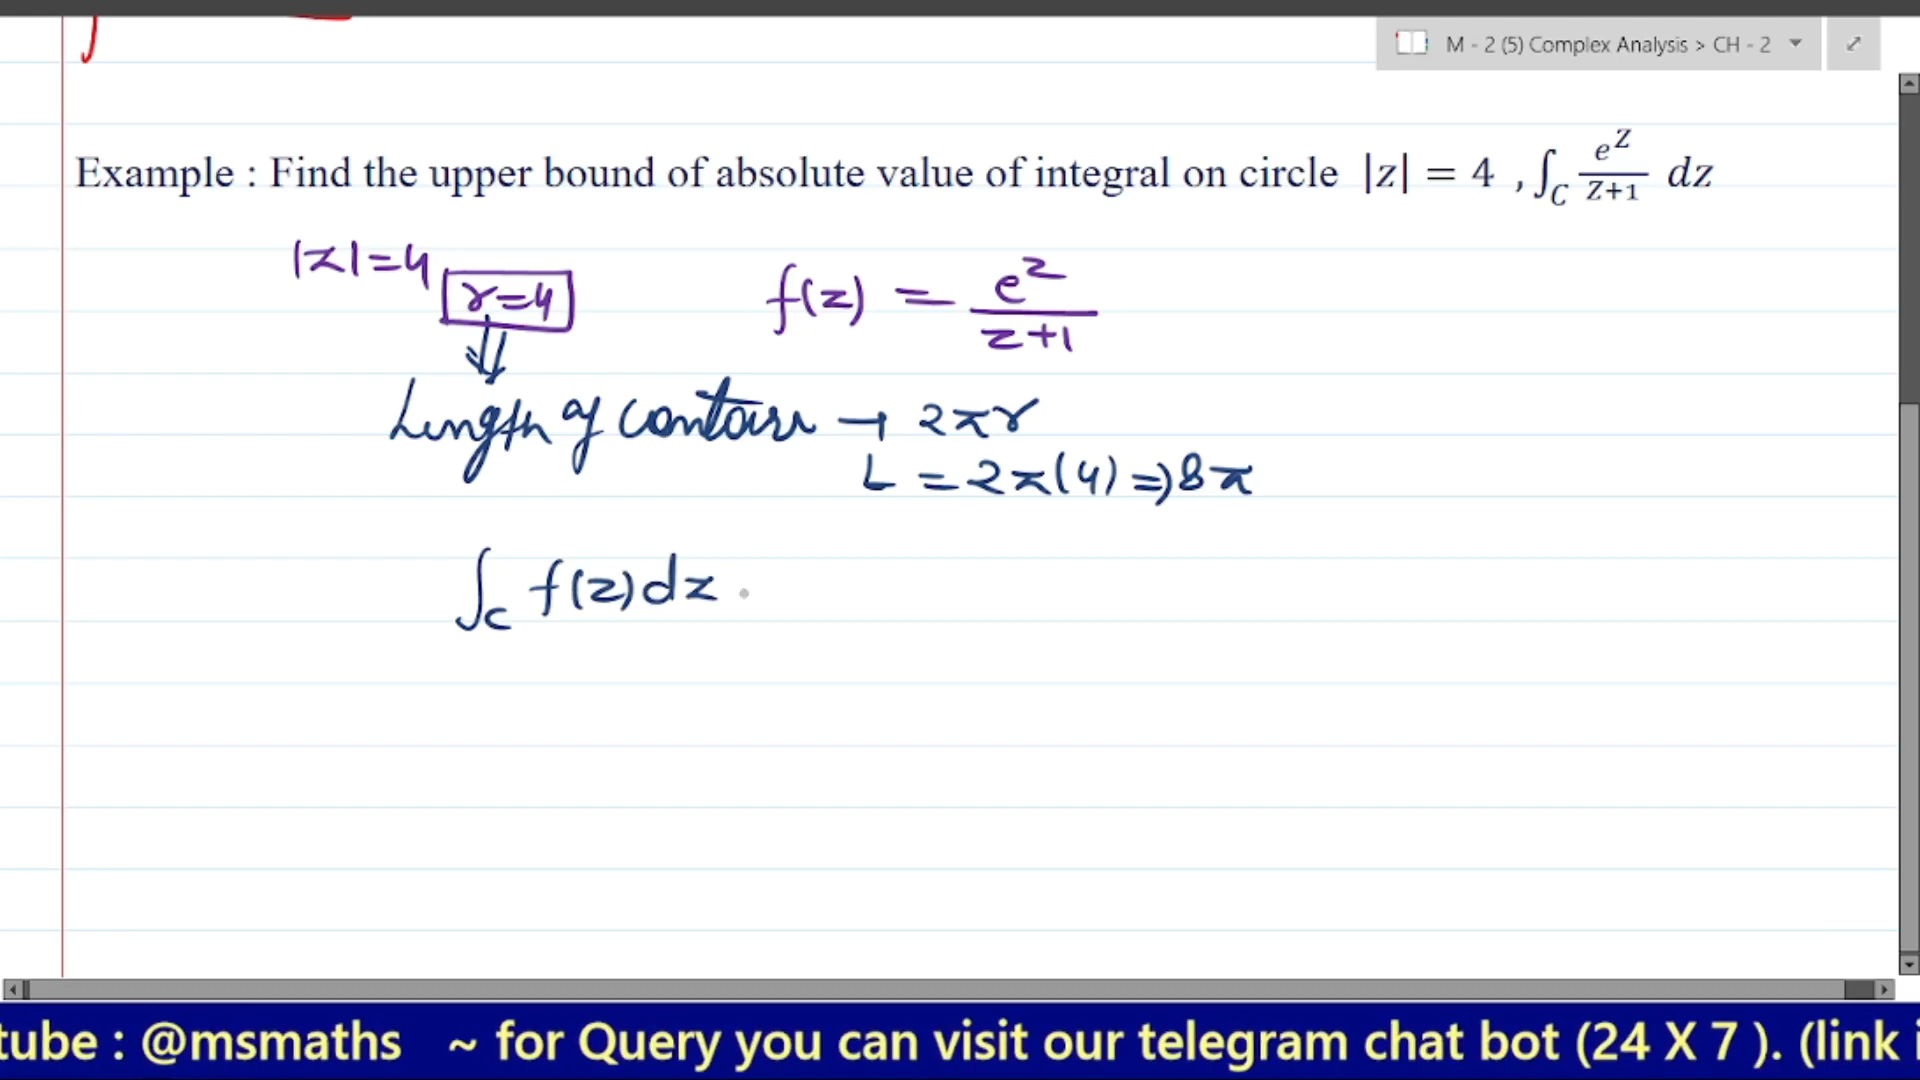 M - 2 (5) Complex Analysis > CH - 2
Example : Find the upper bound of absolute value of integral on circle |z| = 4 , ∫_C e^Z/(Z+1) dz
|z|=4
r=4
f(z) = e^z/(z+1)
Length of contour → 2πr
L = 2π(4) ⇒ 8π
∫_C f(z)dz
tube : @msmaths ~ for Query you can visit our telegram chat bot (24 X 7 ). (link i